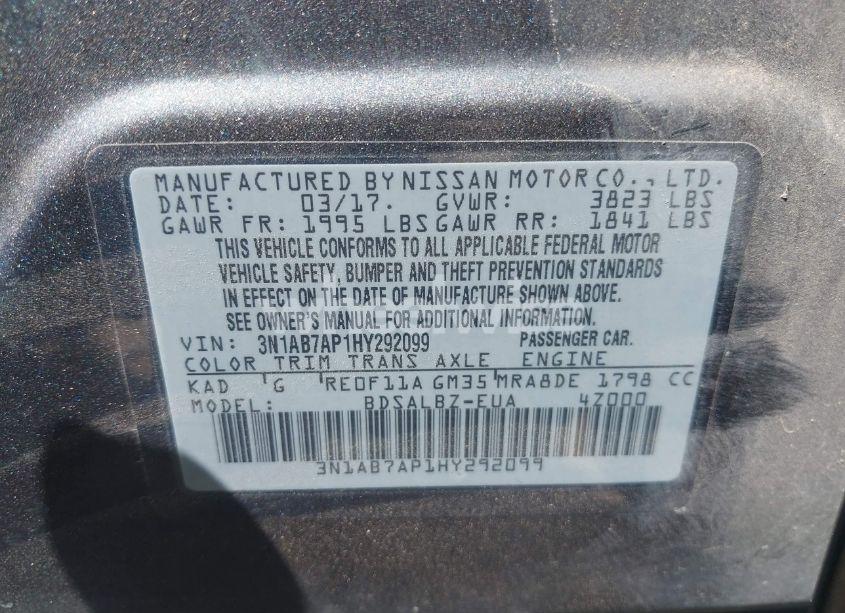 MANUFACTURED BY NISSAN MOTOR CO., LTD.
DATE: 03/17. GVWR: 3823 LBS
GAWR FR: 1995 LBS GAWR RR: 1841 LBS
THIS VEHICLE CONFORMS TO ALL APPLICABLE FEDERAL MOTOR
VEHICLE SAFETY, BUMPER AND THEFT PREVENTION STANDARDS
IN EFFECT ON THE DATE OF MANUFACTURE SHOWN ABOVE.
SEE OWNER'S MANUAL FOR ADDITIONAL INFORMATION.
VIN: 3N1AB7AP1HY292099 PASSENGER CAR.
COLOR TRIM TRANS AXLE ENGINE
KAD G RE0F11A GM35 MRA8DE 1798 CC
MODEL: BDSALBZ-EUA 4Z000
3N1AB7AP1HY292099